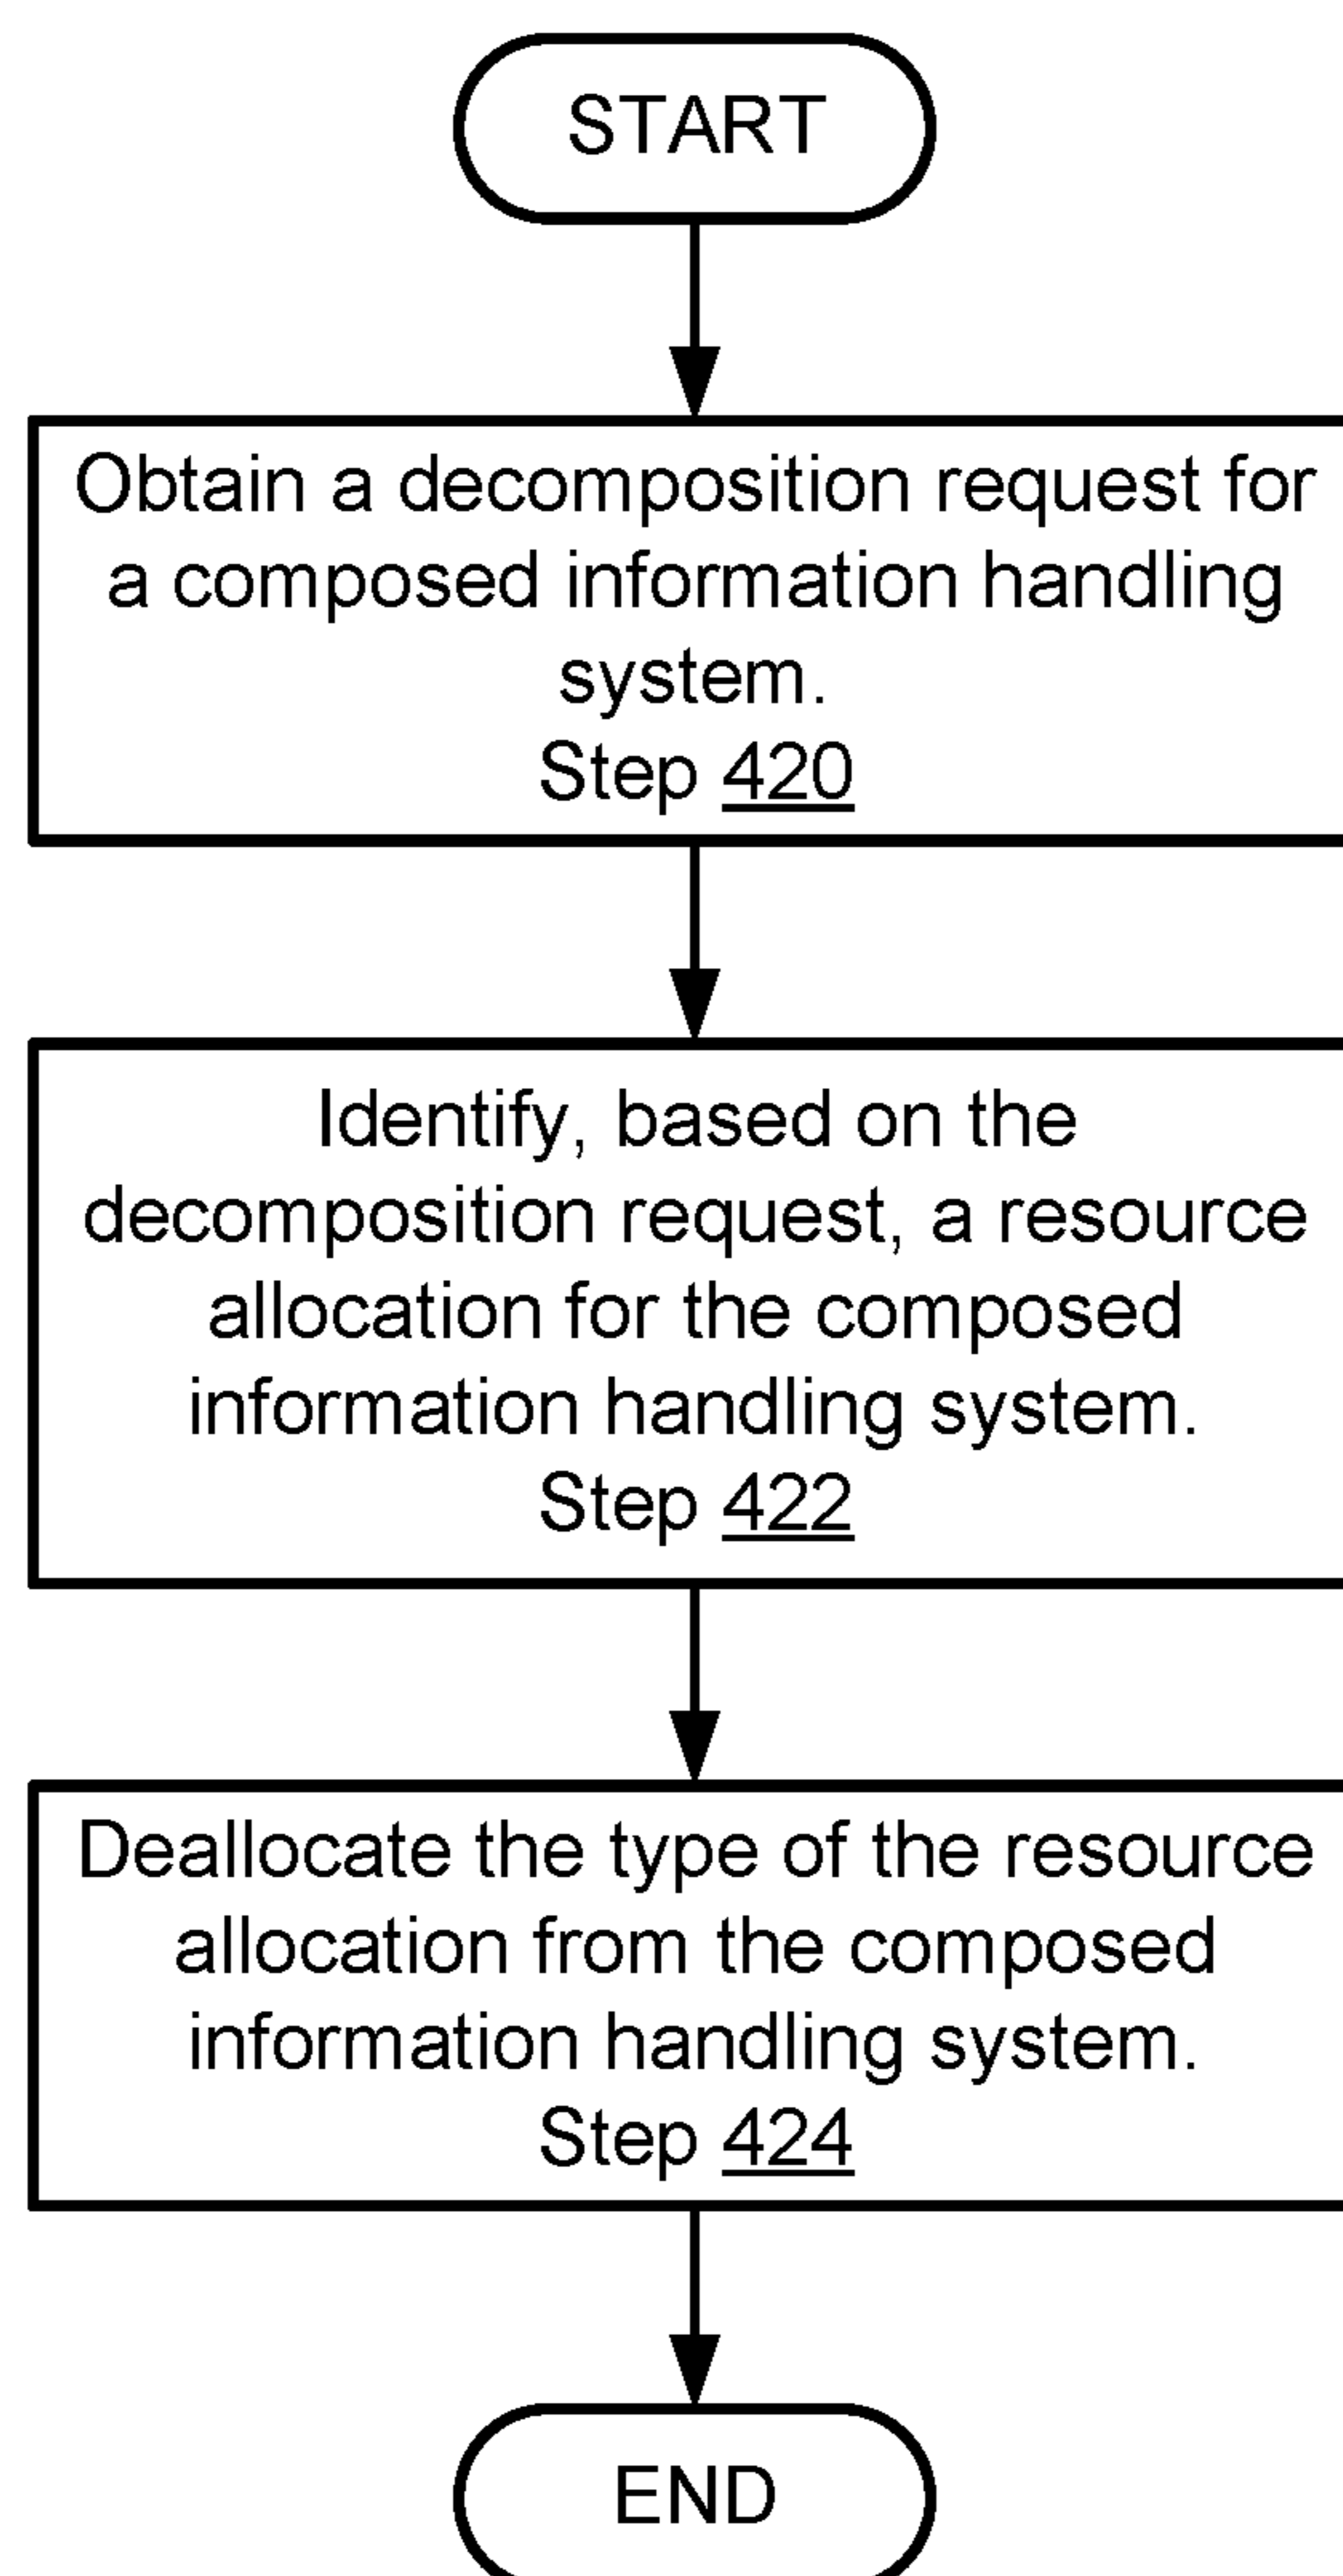 START
Obtain a decomposition request for
a composed information handling
system.
Step 420
Identify, based on the
decomposition request, a resource
allocation for the composed
information handling system.
Step 422
Deallocate the type of the resource
allocation from the composed
information handling system.
Step 424
END